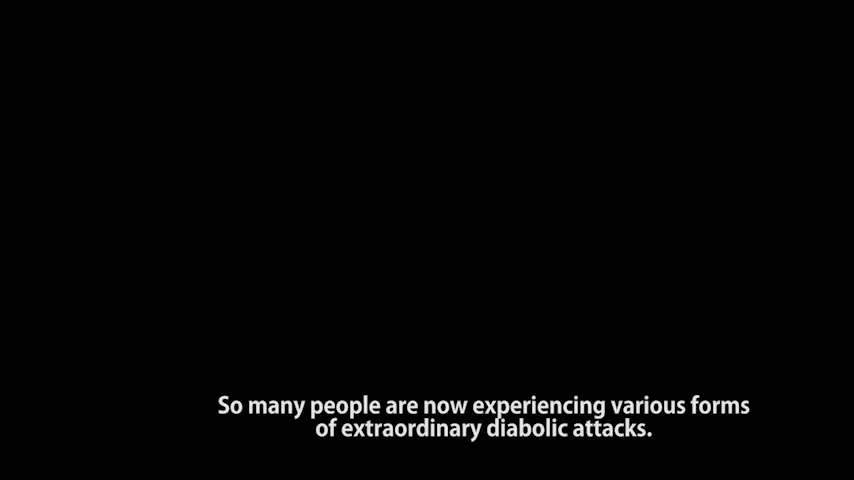 So many people are now experiencing various forms
of extraordinary diabolic attacks.